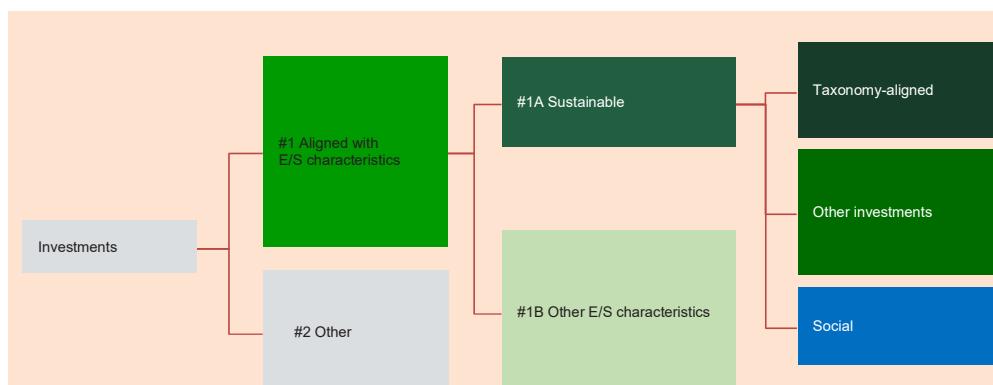 Investments
#1 Aligned with
E/S characteristics
#2 Other
#1A Sustainable
#1B Other E/S characteristics
Taxonomy-aligned
Other investments
Social